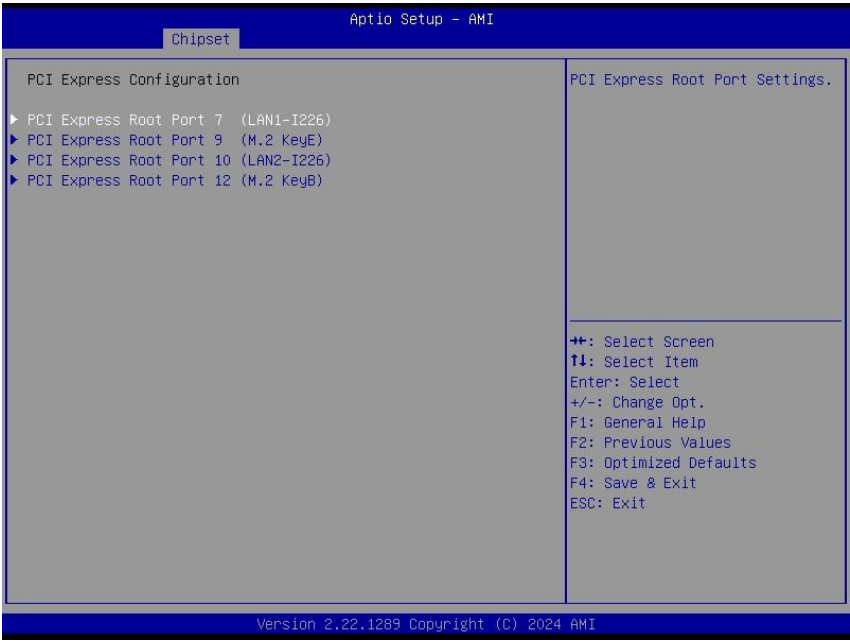 Aptio Setup - AMI
Chipset
PCI Express Configuration
PCI Express Root Port 7 (LAN1-I226)
PCI Express Root Port 9 (M.2 KeyE)
PCI Express Root Port 10 (LAN2-I226)
PCI Express Root Port 12 (M.2 KeyB)
PCI Express Root Port Settings.
→←: Select Screen
↑↓: Select Item
Enter: Select
+/-: Change Opt.
F1: General Help
F2: Previous Values
F3: Optimized Defaults
F4: Save & Exit
ESC: Exit
Version 2.22.1289 Copyright (C) 2024 AMI